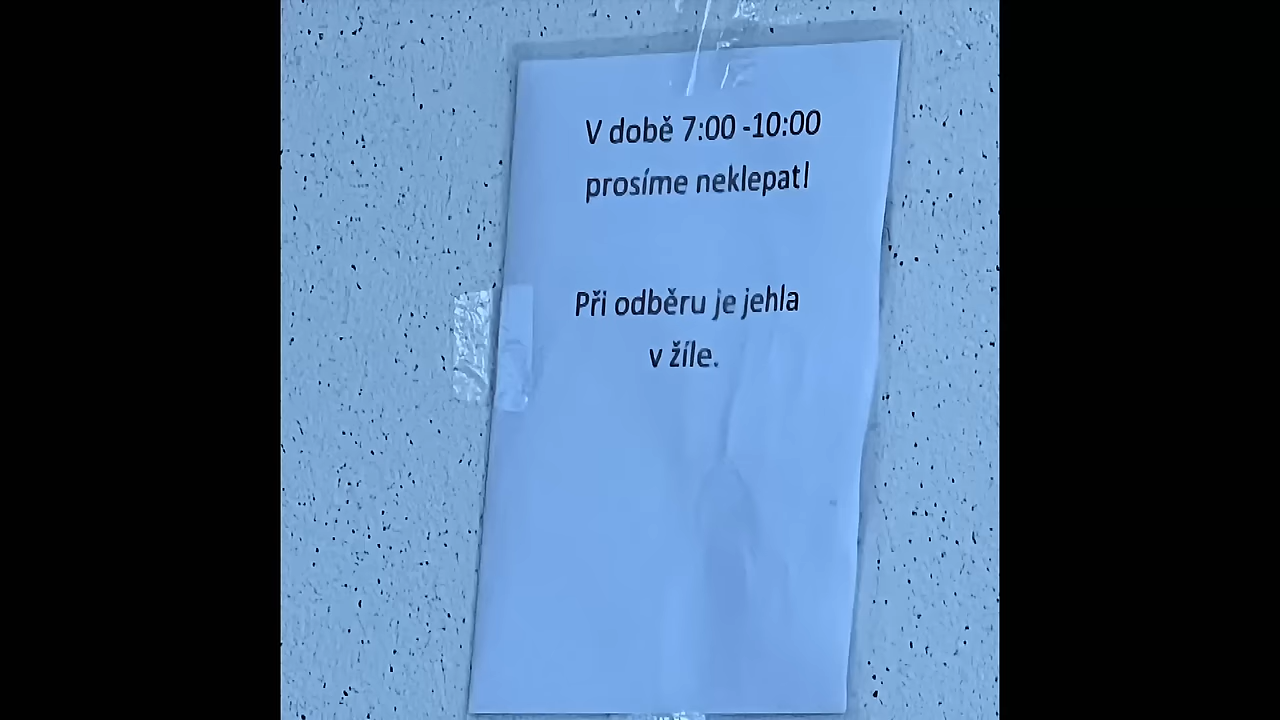 V době 7:00 -10:00
prosíme neklepat!
Při odběru je jehla
v žíle.